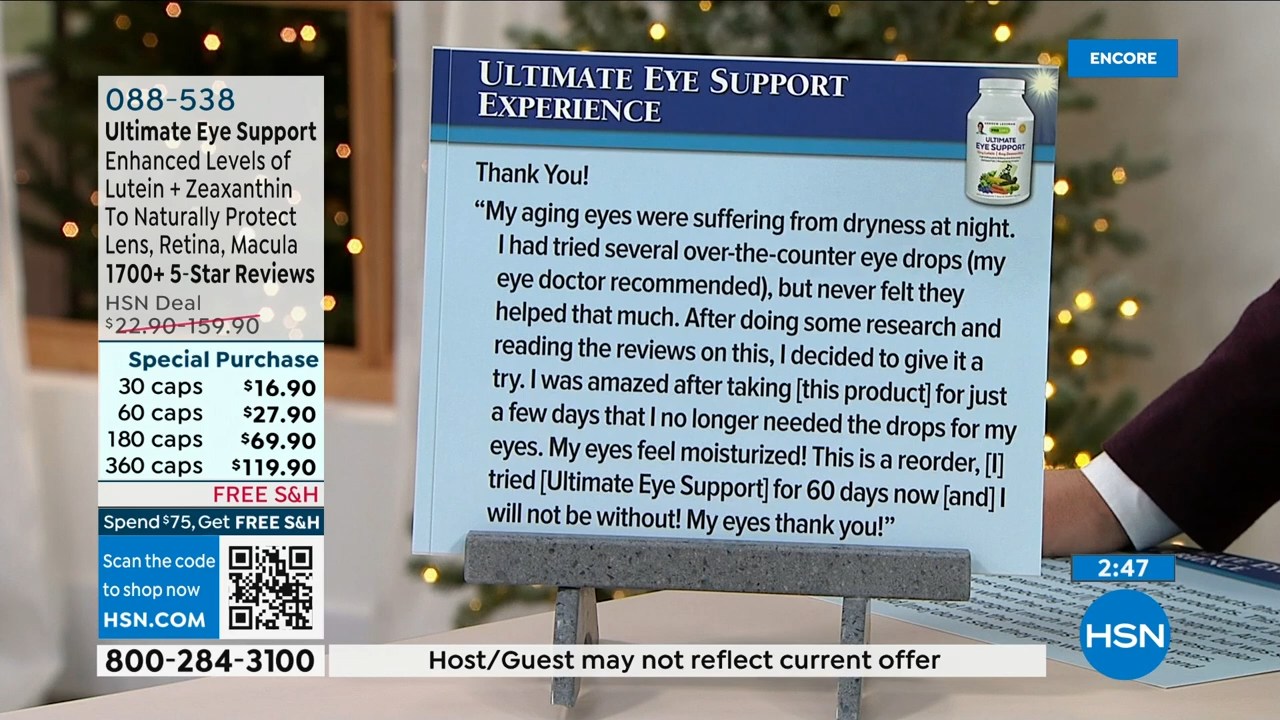 088-538
Ultimate Eye Support
Enhanced Levels of
Lutein + Zeaxanthin
To Naturally Protect
Lens, Retina, Macula
1700+ 5-Star Reviews
HSN Deal
$22.90-159.90
Special Purchase
30 caps $16.90
60 caps $27.90
180 caps $69.90
360 caps $119.90
FREE S&H
Spend $75, Get FREE S&H
Scan the code
to shop now
HSN.COM
800-284-3100
ENCORE
ULTIMATE EYE SUPPORT
EXPERIENCE
ULTIMATE
EYE SUPPORT
Thank You!
“My aging eyes were suffering from dryness at night.
I had tried several over-the-counter eye drops (my
eye doctor recommended), but never felt they
helped that much. After doing some research and
reading the reviews on this, I decided to give it a
try. I was amazed after taking [this product] for just
a few days that I no longer needed the drops for my
eyes. My eyes feel moisturized! This is a reorder, [I]
tried [Ultimate Eye Support] for 60 days now [and] I
will not be without! My eyes thank you!”
2:47
HSN
Host/Guest may not reflect current offer